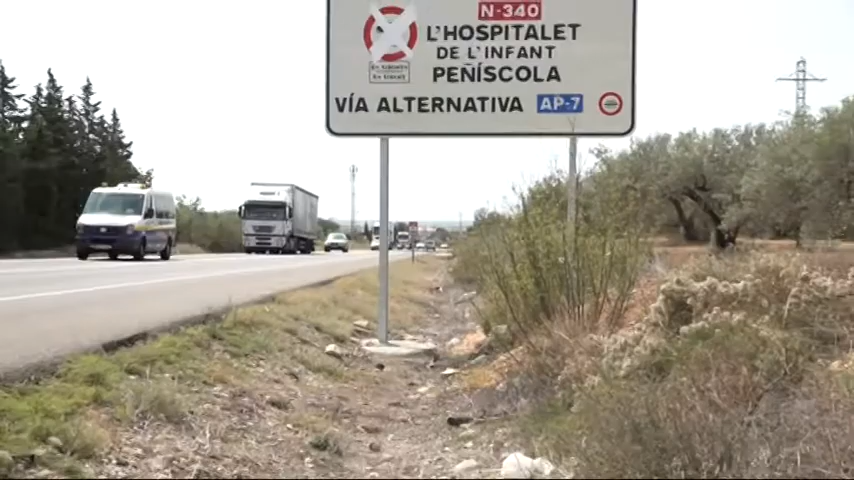 N-340
L'HOSPITALET
DE L'INFANT
PEÑÍSCOLA
VÍA ALTERNATIVA AP-7